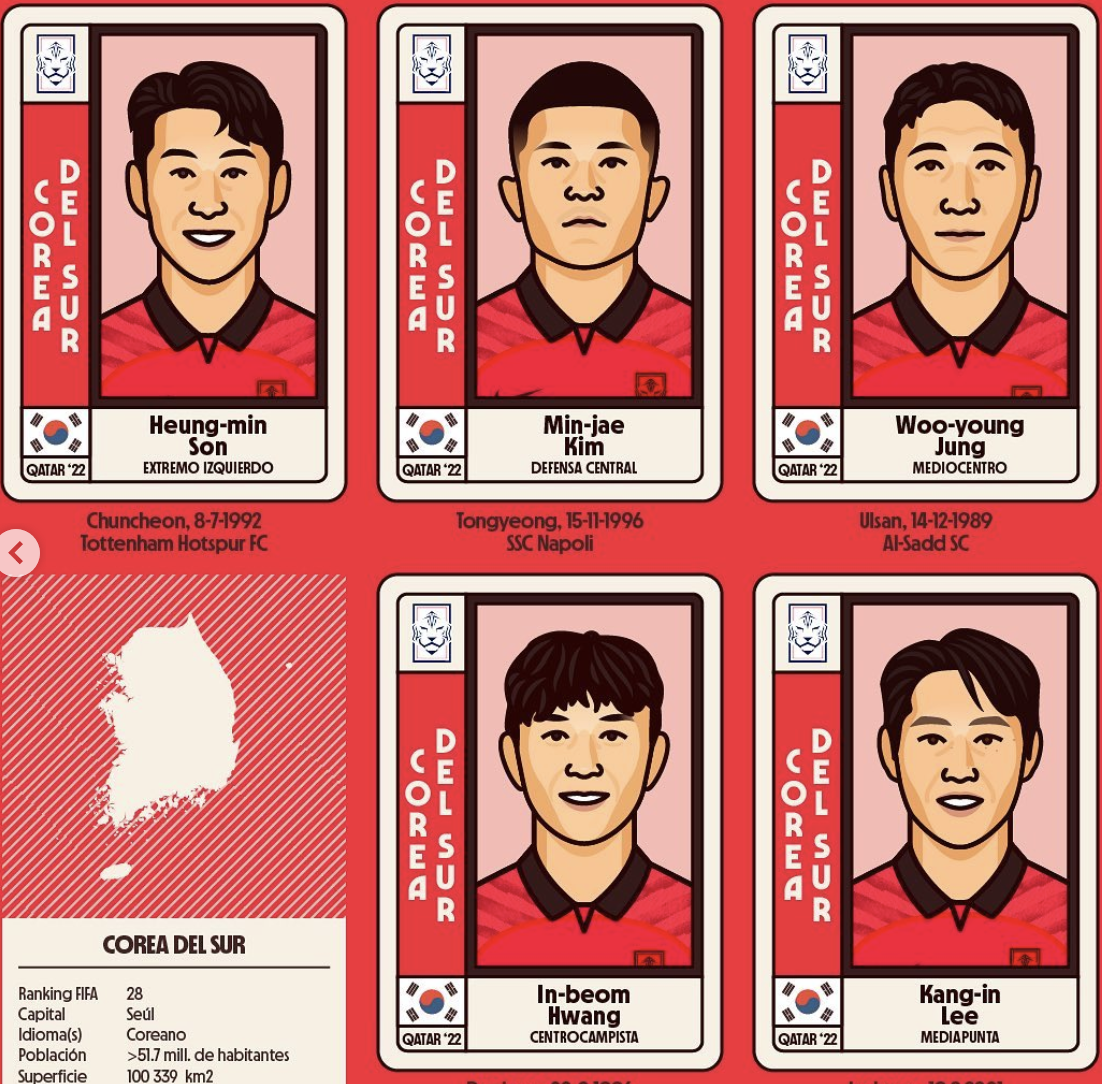 COREA
DEL SUR
QATAR '22
Heung-min
Son
EXTREMO IZQUIERDO
Chuncheon, 8-7-1992
Tottenham Hotspur FC
COREA
DEL SUR
QATAR '22
Min-jae
Kim
DEFENSA CENTRAL
Tongyeong, 15-11-1996
SSC Napoli
COREA
DEL SUR
QATAR '22
Woo-young
Jung
MEDIOCENTRO
Ulsan, 14-12-1989
Al-Sadd SC
COREA DEL SUR
Ranking FIFA 28
Capital Seúl
Idioma(s) Coreano
Población >51.7 mill. de habitantes
Superficie 100 339 km2
COREA
DEL SUR
QATAR '22
In-beom
Hwang
CENTROCAMPISTA
COREA
DEL SUR
QATAR '22
Kang-in
Lee
MEDIAPUNTA